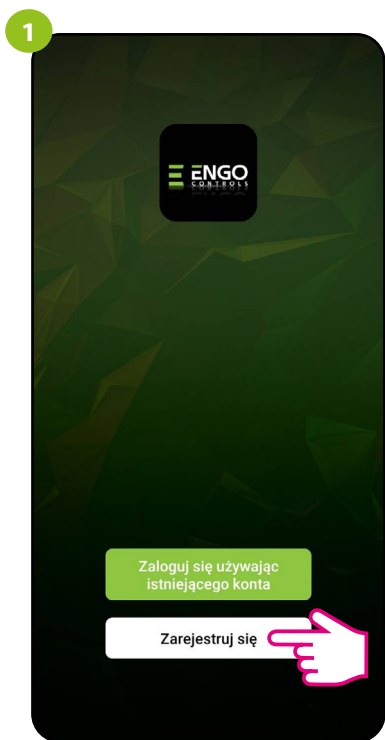 1
ENGO
CONTROLS
Zaloguj się używając
istniejącego konta
Zarejestruj się